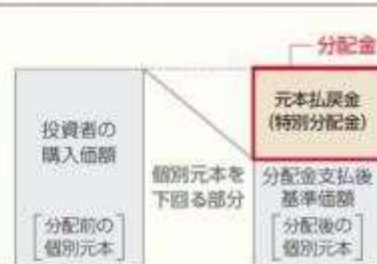 分配金
投資者の
購入価額
[分配前の
個別元本]
個別元本を
下回る部分
元本払戻金
(特別分配金)
分配金支払後
基準価額
[分配後の
個別元本]